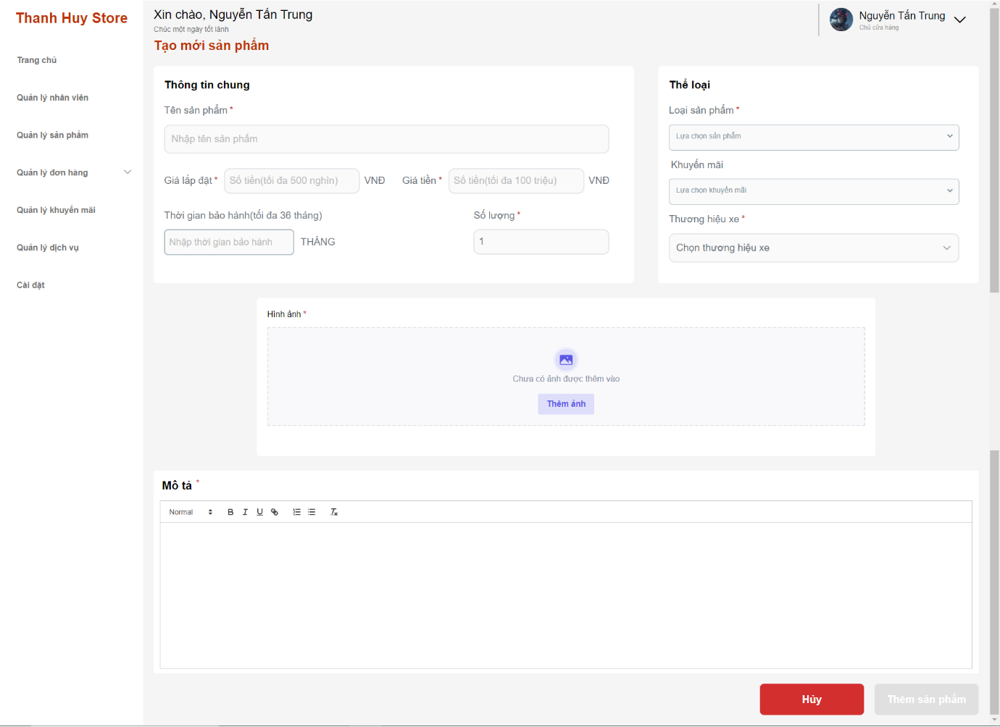 Thanh Huy Store
Trang chủ
Quản lý nhân viên
Quản lý sản phẩm
Quản lý đơn hàng
Quản lý khuyến mãi
Quản lý dịch vụ
Cài đặt
Xin chào, Nguyễn Tấn Trung
Chúc một ngày tốt lành
Nguyễn Tấn Trung
Chủ cửa hàng
Tạo mới sản phẩm
Thông tin chung
Tên sản phẩm *
Nhập tên sản phẩm
Giá lắp đặt * Số tiền(tối đa 500 nghìn) VNĐ Giá tiền * Số tiền(tối đa 100 triệu) VNĐ
Thời gian bảo hành(tối đa 36 tháng) Số lượng *
Nhập thời gian bảo hành THÁNG 1
Thể loại
Loại sản phẩm *
Lựa chọn sản phẩm
Khuyến mãi
Lựa chọn khuyến mãi
Thương hiệu xe *
Chọn thương hiệu xe
Hình ảnh *
Chưa có ảnh được thêm vào
Thêm ảnh
Mô tả *
Normal B I U
Hủy Thêm sản phẩm